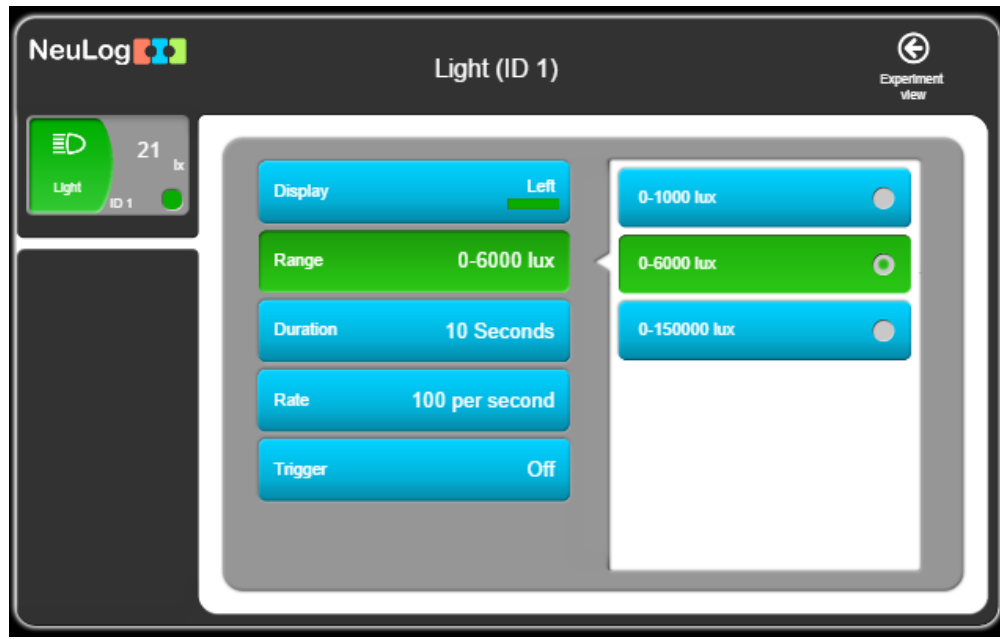 NeuLog
Light (ID 1)
Experiment
view
21 lx
Light
ID 1
Display Left
Range 0-6000 lux
Duration 10 Seconds
Rate 100 per second
Trigger Off
0-1000 lux
0-6000 lux
0-150000 lux